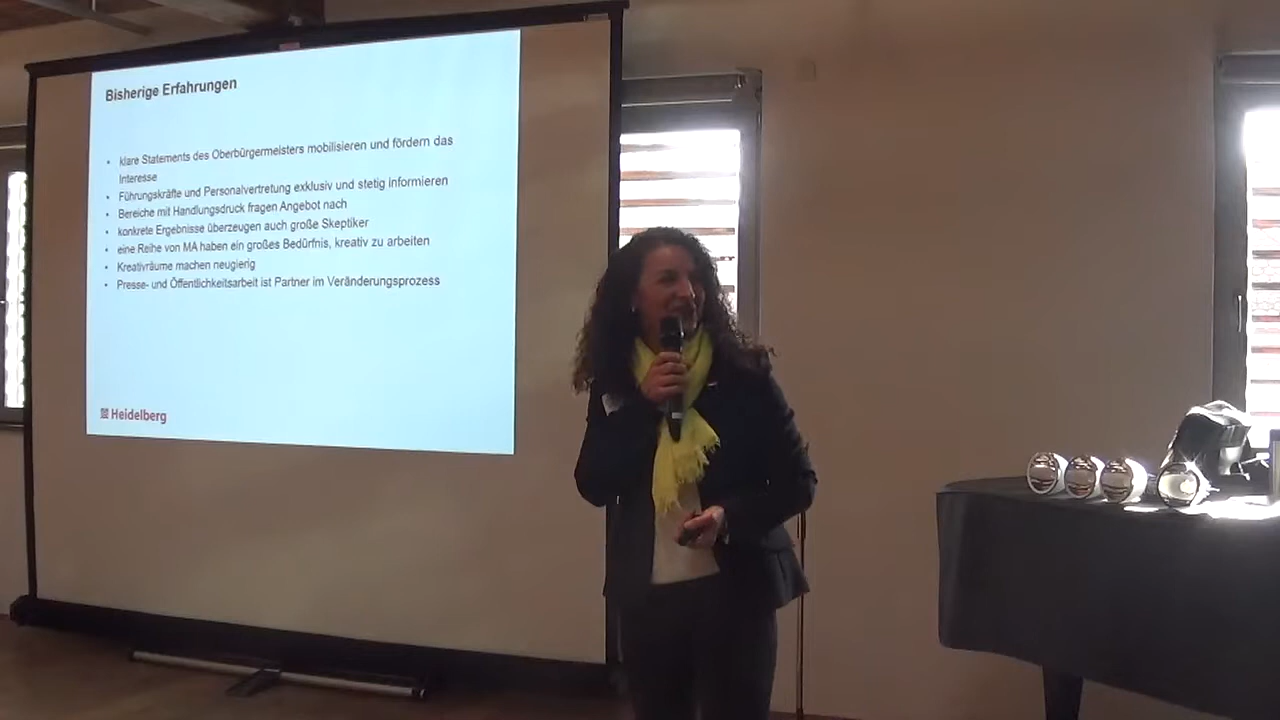 Bisherige Erfahrungen
• klare Statements des Oberbürgermeisters mobilisieren und fördern das
Interesse
• Führungskräfte und Personalvertretung exklusiv und stetig informieren
• Bereiche mit Handlungsdruck fragen Angebot nach
• konkrete Ergebnisse überzeugen auch große Skeptiker
• eine Reihe von MA haben ein großes Bedürfnis, kreativ zu arbeiten
• Kreativräume machen neugierig
• Presse- und Öffentlichkeitsarbeit ist Partner im Veränderungsprozess
Heidelberg